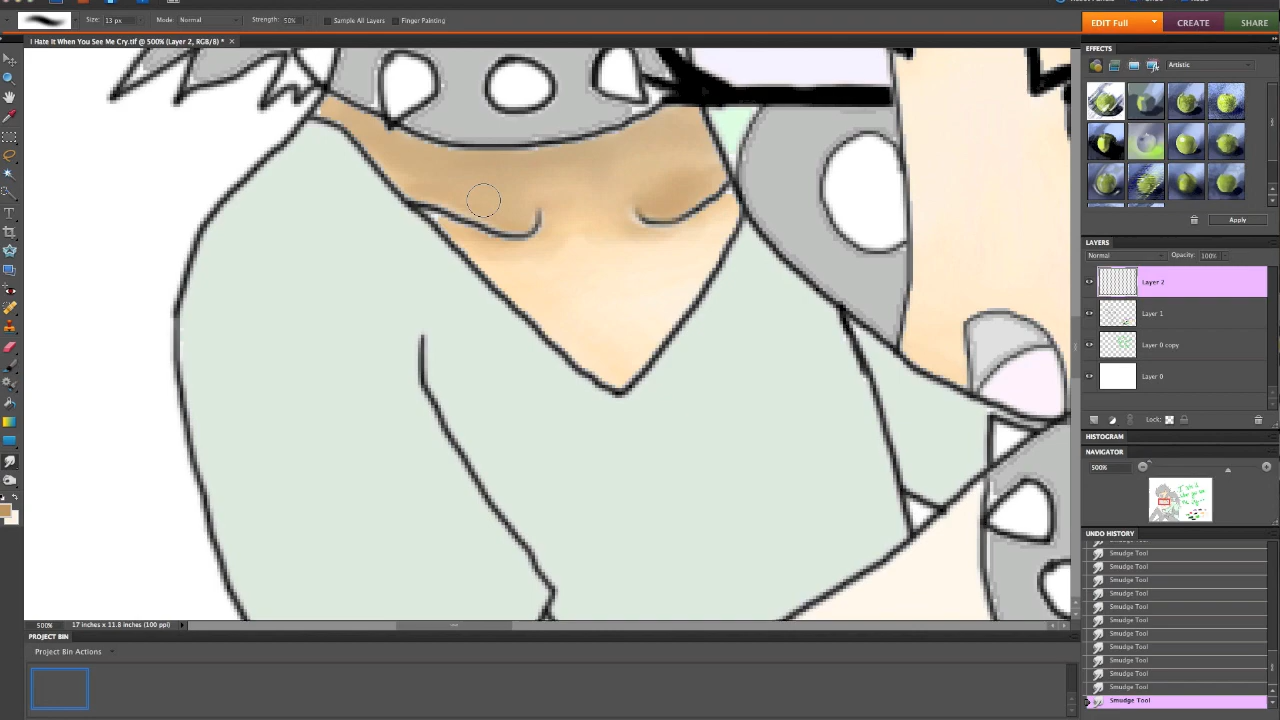 Size: 13 px Mode: Normal Strength: 50% Sample All Layers Finger Painting
EDIT Full CREATE SHARE
I Hate It When You See Me Cry.tif @ 500% (Layer 2, RGB/8) * ×
EFFECTS
Artistic
Apply
LAYERS
Normal Opacity: 100%
Layer 2
Layer 1
Layer 0 copy
Layer 0
Lock:
HISTOGRAM
NAVIGATOR
500%
UNDO HISTORY
Smudge Tool
Smudge Tool
Smudge Tool
Smudge Tool
Smudge Tool
Smudge Tool
Smudge Tool
Smudge Tool
Smudge Tool
Smudge Tool
Smudge Tool
Smudge Tool
500% 17 inches x 11.8 inches (100 ppi)
PROJECT BIN
Project Bin Actions